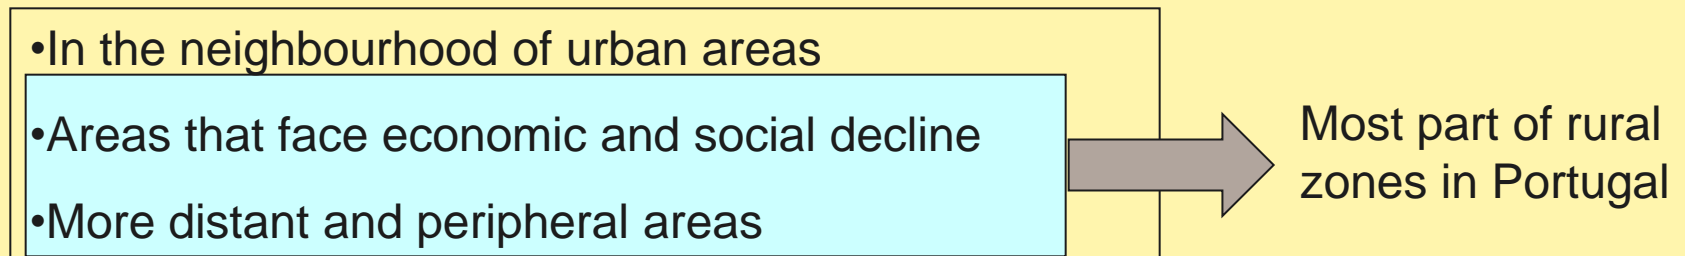 •In the neighbourhood of urban areas
•Areas that face economic and social decline
•More distant and peripheral areas
Most part of rural
zones in Portugal